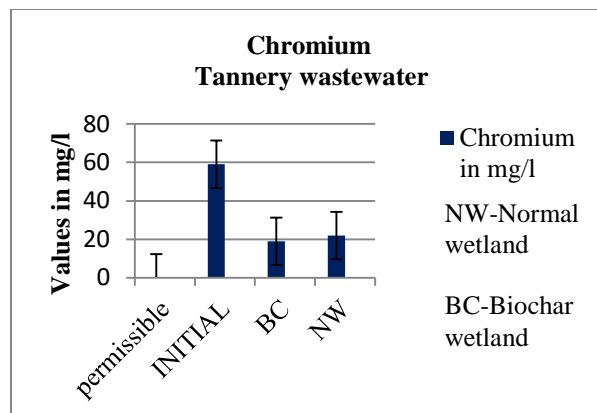 Chromium
Tannery wastewater
Values in mg/l
80
60
40
20
0
permissible
INITIAL
BC
NW
Chromium
in mg/l
NW-Normal
wetland
BC-Biochar
wetland